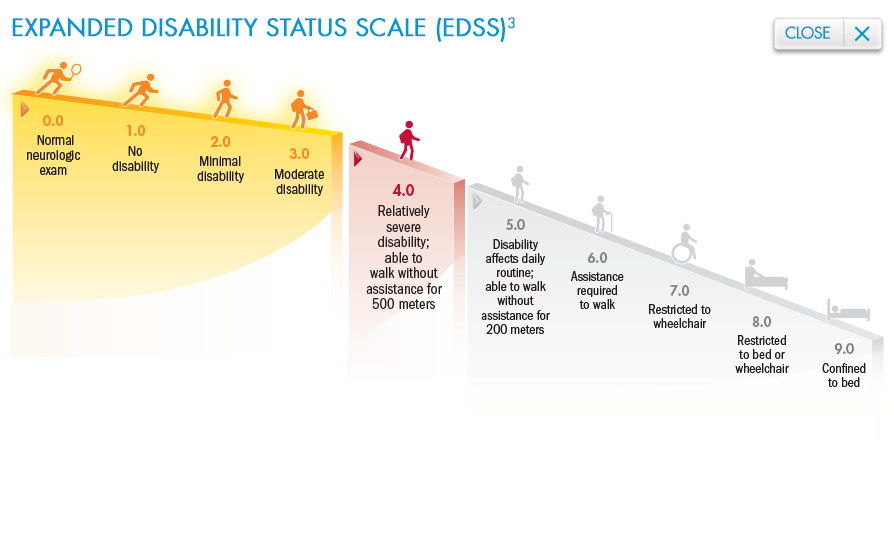 EXPANDED DISABILITY STATUS SCALE (EDSS)3
CLOSE X
0.0
Normal
neurologic
exam
1.0
No
disability
2.0
Minimal
disability
3.0
Moderate
disability
4.0
Relatively
severe
disability;
able to
walk without
assistance for
500 meters
5.0
Disability
affects daily
routine;
able to walk
without
assistance for
200 meters
6.0
Assistance
required
to walk
7.0
Restricted to
wheelchair
8.0
Restricted
to bed or
wheelchair
9.0
Confined
to bed